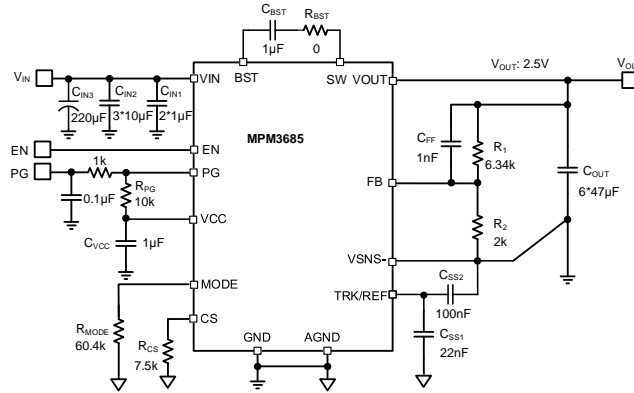 CBST
1µF
RBST
0
VIN
CIN3
220µF
CIN2
3*10µF
CIN1
2*1µF
VIN
BST
SW VOUT
VOUT: 2.5V
MPM3685
EN
EN
PG
1k
PG
0.1µF
RPG
10k
VCC
CVCC
1µF
CFF
1nF
R1
6.34k
FB
COUT
6*47µF
R2
2k
VSNS-
MODE
TRK/REF
CSS2
100nF
CS
RMODE
60.4k
RCS
7.5k
GND
AGND
CSS1
22nF